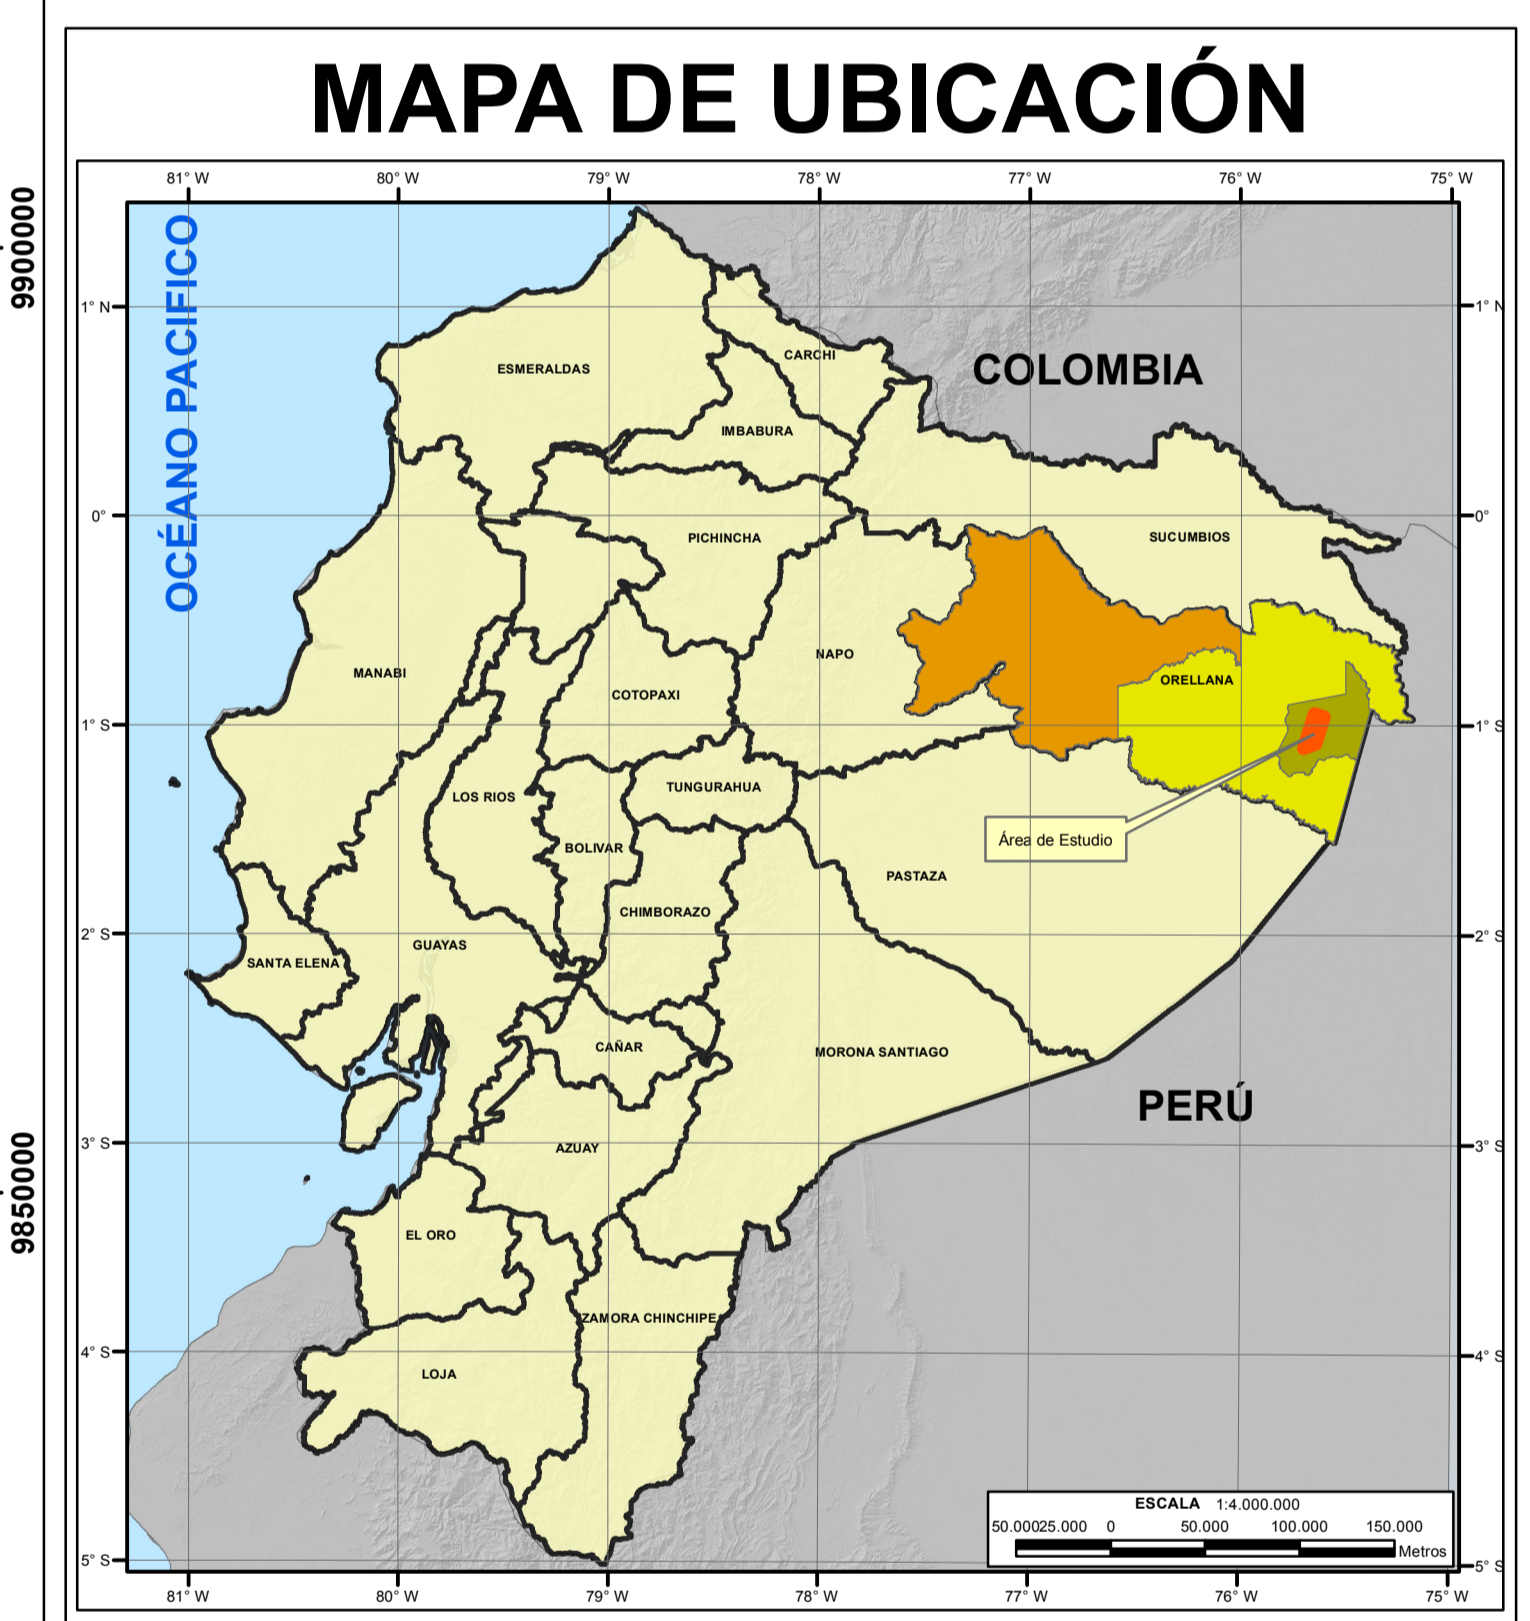 MAPA DE UBICACIÓN
81° W 80° W 79° W 78° W 77° W 76° W 75° W
9900000
OCÉANO PACIFICO
1° N
1° N
COLOMBIA
CARCHI
ESMERALDAS
IMBABURA
0°
0°
PICHINCHA
SUCUMBIOS
NAPO
MANABI
ORELLANA
COTOPAXI
1° S
1° S
TUNGURAHUA
LOS RIOS
Área de Estudio
BOLIVAR
PASTAZA
CHIMBORAZO
2° S
2° S
GUAYAS
SANTA ELENA
CAÑAR
MORONA SANTIAGO
PERÚ
3° S
3° S
AZUAY
9850000
EL ORO
ZAMORA CHINCHIPE
4° S
4° S
LOJA
ESCALA 1:4.000.000
50.000 25.000 0 50.000 100.000 150.000
Metros
5° S
5° S
81° W 80° W 79° W 78° W 77° W 76° W 75° W